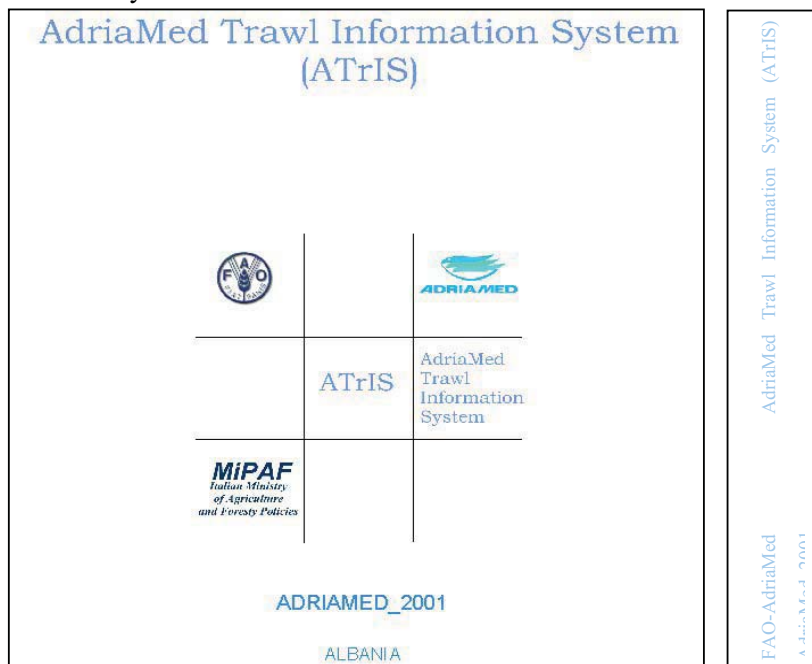 AdriaMed Trawl Information System
(ATrIS)
FAO
ADRIAMED
ATrIS
AdriaMed
Trawl
Information
System
MiPAF
Italian Ministry
of Agriculture
and Foresty Policies
ADRIAMED_2001
ALBANIA
FAO-AdriaMed AdriaMed Trawl Information System (ATrIS)